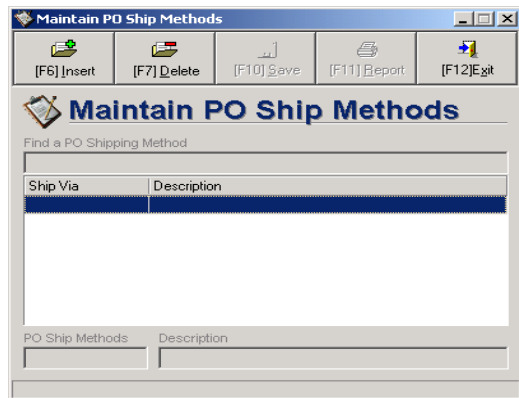 Maintain PO Ship Methods
[F6] Insert [F7] Delete [F10] Save [F11] Report [F12]Exit
Maintain PO Ship Methods
Find a PO Shipping Method
Ship Via Description
PO Ship Methods Description